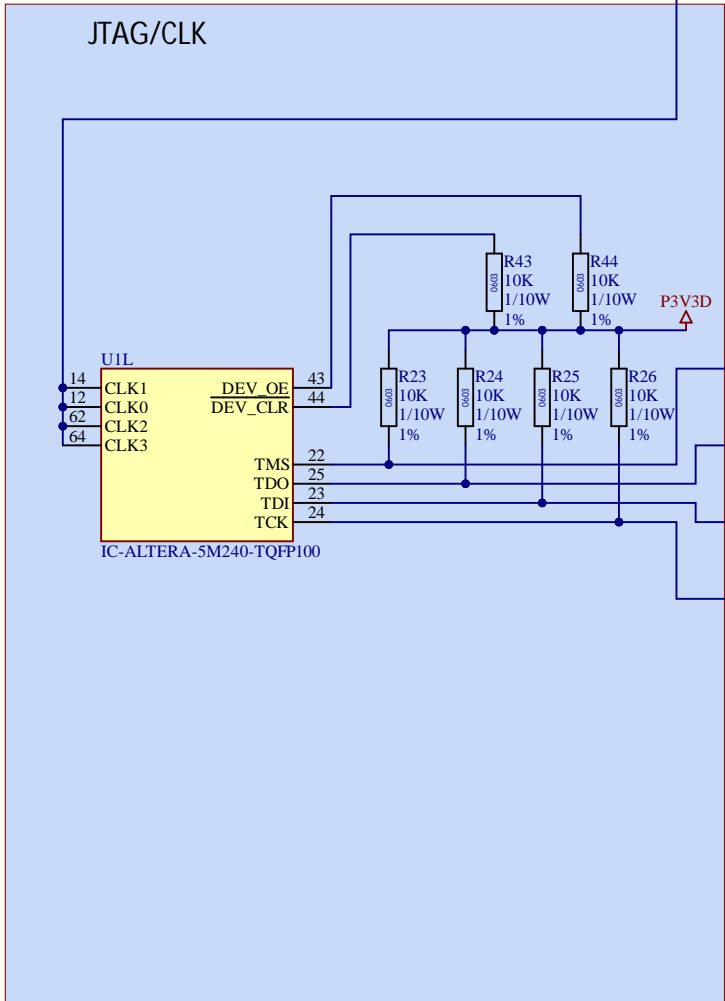 JTAG/CLK
R43
10K
1/10W
1%
0603
R44
10K
1/10W
1%
0603
P3V3D
U1L
14
CLK1
12
CLK0
62
CLK2
64
CLK3
43
DEV_OE
44
DEV_CLR
22
TMS
25
TDO
23
TDI
24
TCK
IC-ALTERA-5M240-TQFP100
R23
10K
1/10W
1%
0603
R24
10K
1/10W
1%
0603
R25
10K
1/10W
1%
0603
R26
10K
1/10W
1%
0603